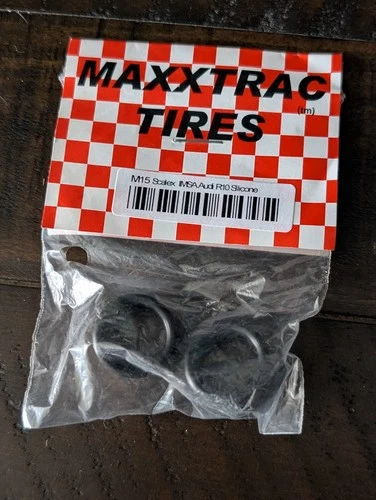 MAXXTRAC
TIRES
(tm)
M15 Scalex IMSA Audi R10 Silicone